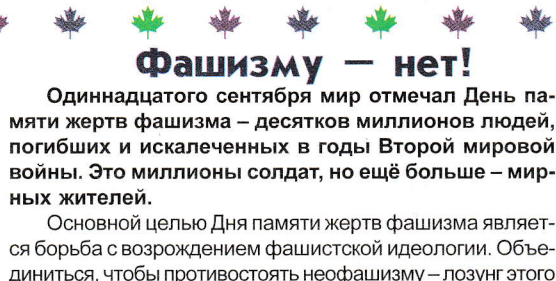 Фашизму – нет!
Одиннадцатого сентября мир отмечал День па-
мяти жертв фашизма – десятков миллионов людей,
погибших и искалеченных в годы Второй мировой
войны. Это миллионы солдат, но ещё больше – мир-
ных жителей.
Основной целью Дня памяти жертв фашизма являет-
ся борьба с возрождением фашистской идеологии. Объе-
диниться, чтобы противостоять неофашизму – лозунг этого